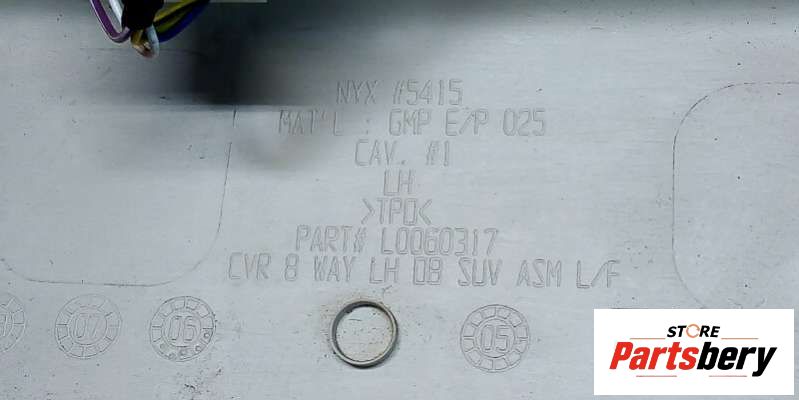 NYX #5415
MAT'L : GMP E/P 025
CAV. #1
LH
>TPO<
PART# L0060317
CVR 8 WAY LH OB SUV ASM L/F
07 06 05
STORE
Partsbery